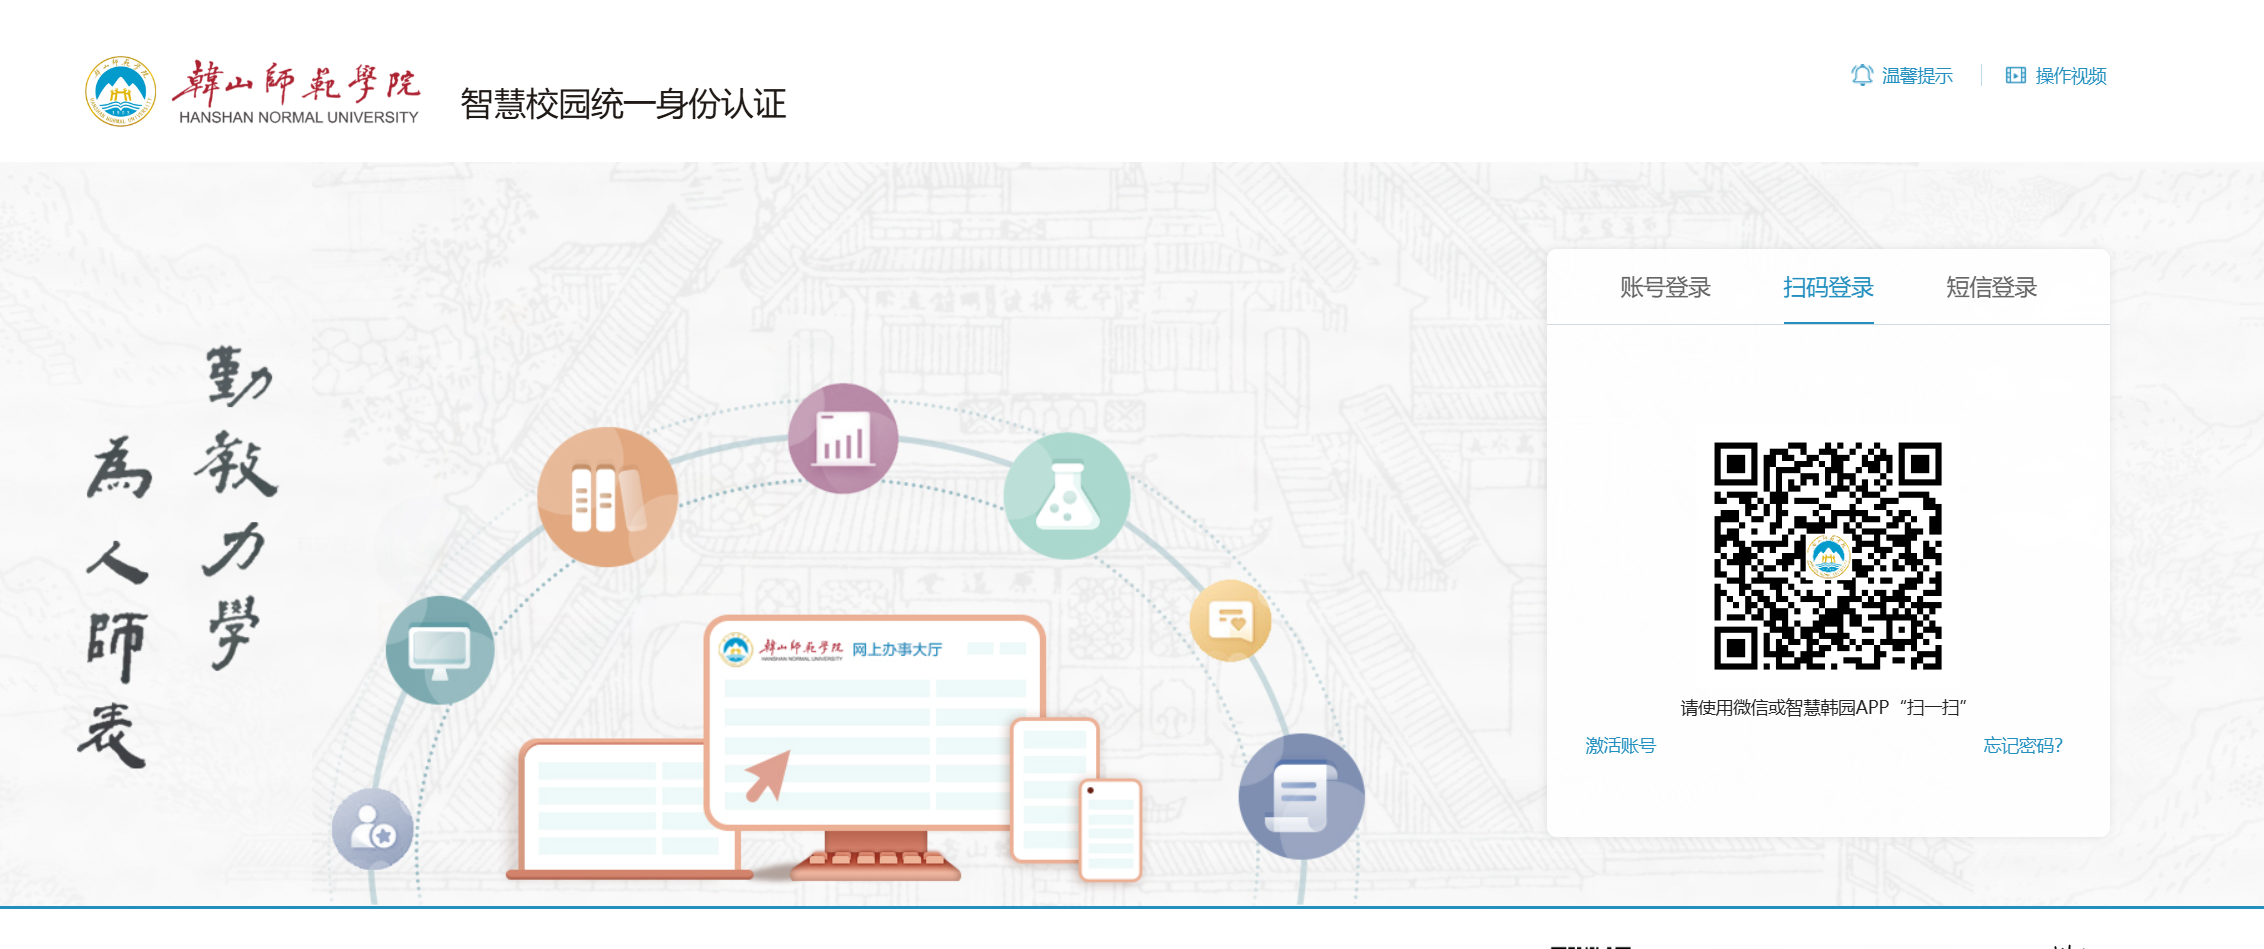 韓山師範學院
HANSHAN NORMAL UNIVERSITY
智慧校园统一身份认证
温馨提示
操作视频
勤教力學
為人師表
韓山師範學院
HANSHAN NORMAL UNIVERSITY
网上办事大厅
账号登录
扫码登录
短信登录
请使用微信或智慧韩园APP“扫一扫”
激活账号
忘记密码?